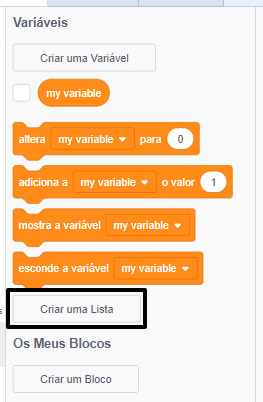 Variáveis
Criar uma Variável
my variable
altera my variable para 0
adiciona a my variable o valor 1
mostra a variável my variable
esconde a variável my variable
Criar uma Lista
Os Meus Blocos
Criar um Bloco